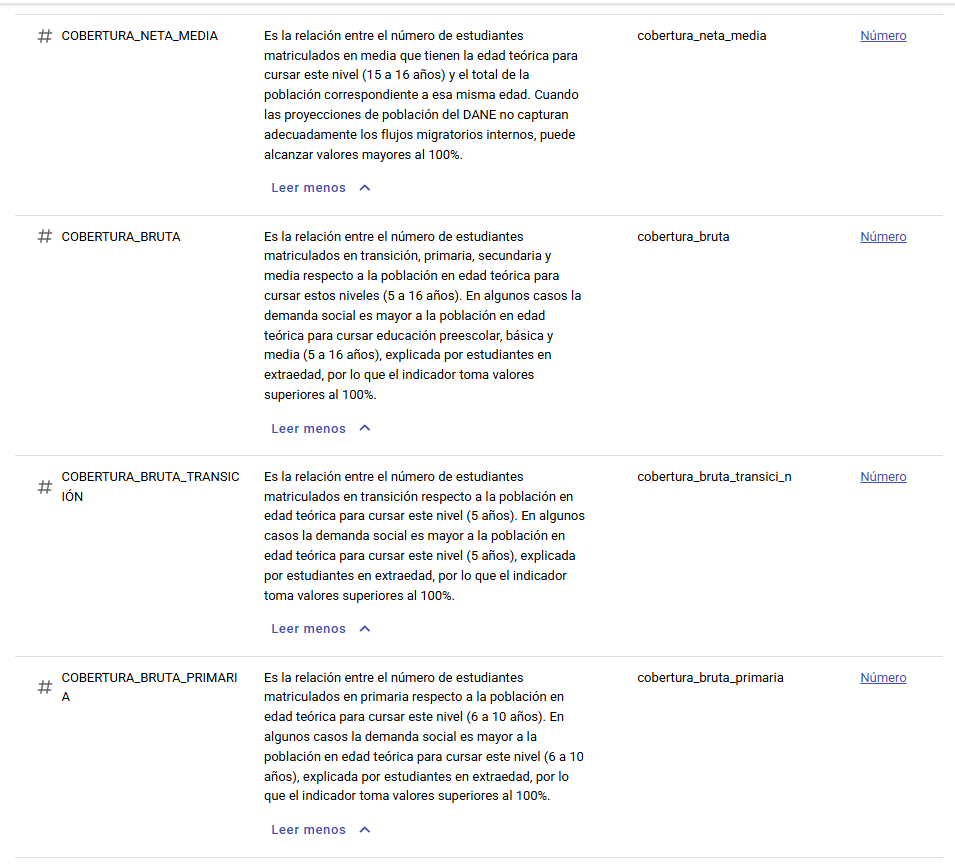 # COBERTURA_NETA_MEDIA
Es la relación entre el número de estudiantes
matriculados en media que tienen la edad teórica para
cursar este nivel (15 a 16 años) y el total de la
población correspondiente a esa misma edad. Cuando
las proyecciones de población del DANE no capturan
adecuadamente los flujos migratorios internos, puede
alcanzar valores mayores al 100%.
Leer menos
cobertura_neta_media
Número
# COBERTURA_BRUTA
Es la relación entre el número de estudiantes
matriculados en transición, primaria, secundaria y
media respecto a la población en edad teórica para
cursar estos niveles (5 a 16 años). En algunos casos la
demanda social es mayor a la población en edad
teórica para cursar educación preescolar, básica y
media (5 a 16 años), explicada por estudiantes en
extraedad, por lo que el indicador toma valores
superiores al 100%.
Leer menos
cobertura_bruta
Número
# COBERTURA_BRUTA_TRANSIC
IÓN
Es la relación entre el número de estudiantes
matriculados en transición respecto a la población en
edad teórica para cursar este nivel (5 años). En algunos
casos la demanda social es mayor a la población en
edad teórica para cursar este nivel (5 años), explicada
por estudiantes en extraedad, por lo que el indicador
toma valores superiores al 100%.
Leer menos
cobertura_bruta_transici_n
Número
# COBERTURA_BRUTA_PRIMARI
A
Es la relación entre el número de estudiantes
matriculados en primaria respecto a la población en
edad teórica para cursar este nivel (6 a 10 años). En
algunos casos la demanda social es mayor a la
población en edad teórica para cursar este nivel (6 a 10
años), explicada por estudiantes en extraedad, por lo
que el indicador toma valores superiores al 100%.
Leer menos
cobertura_bruta_primaria
Número